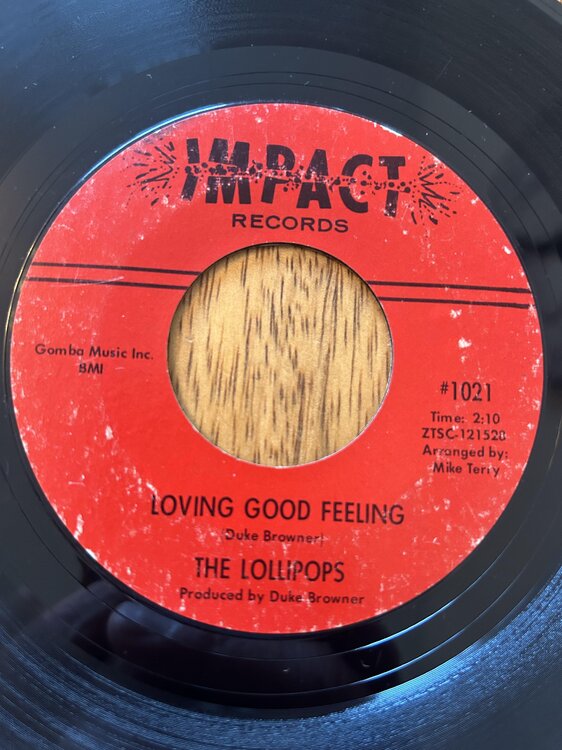 IMPACT
RECORDS
Gomba Music Inc.
BMI
#1021
Time: 2:10
ZTSC-121528
Arranged by:
Mike Terry
LOVING GOOD FEELING
(Duke Browner)
THE LOLLIPOPS
Produced by Duke Browner